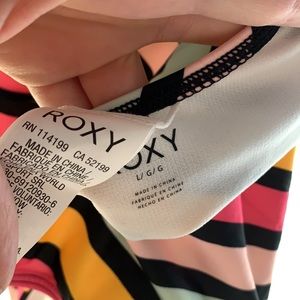 ROXY
RN 114199 CA 52199
MADE IN CHINA/
FABRIQUÉ EN CHINE/
OXY
L/G/G
MADE IN CHINA
FABRIQUÉ EN CHINE
HECHO EN CHINA